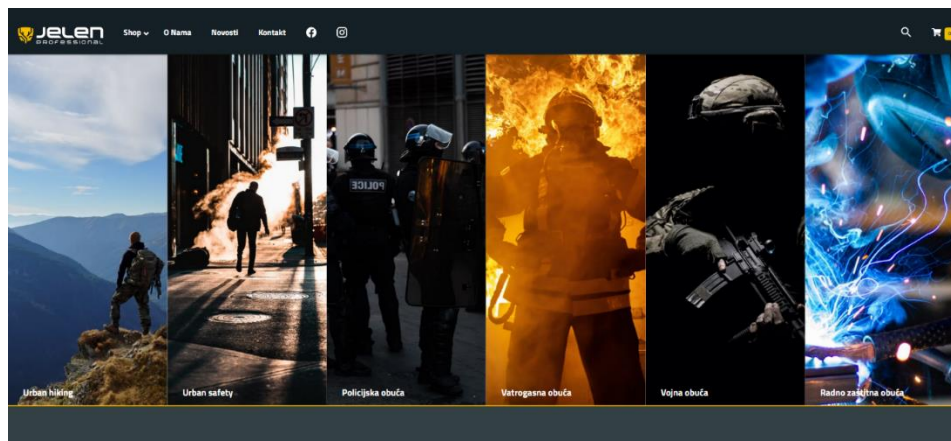 JELEN
PROFESSIONAL
Shop
O Nama
Novosti
Kontakt
POLICE
Urban hiking
Urban safety
Policijska obuća
Vatrogasna obuća
Vojna obuća
Radno zaštitna obuća